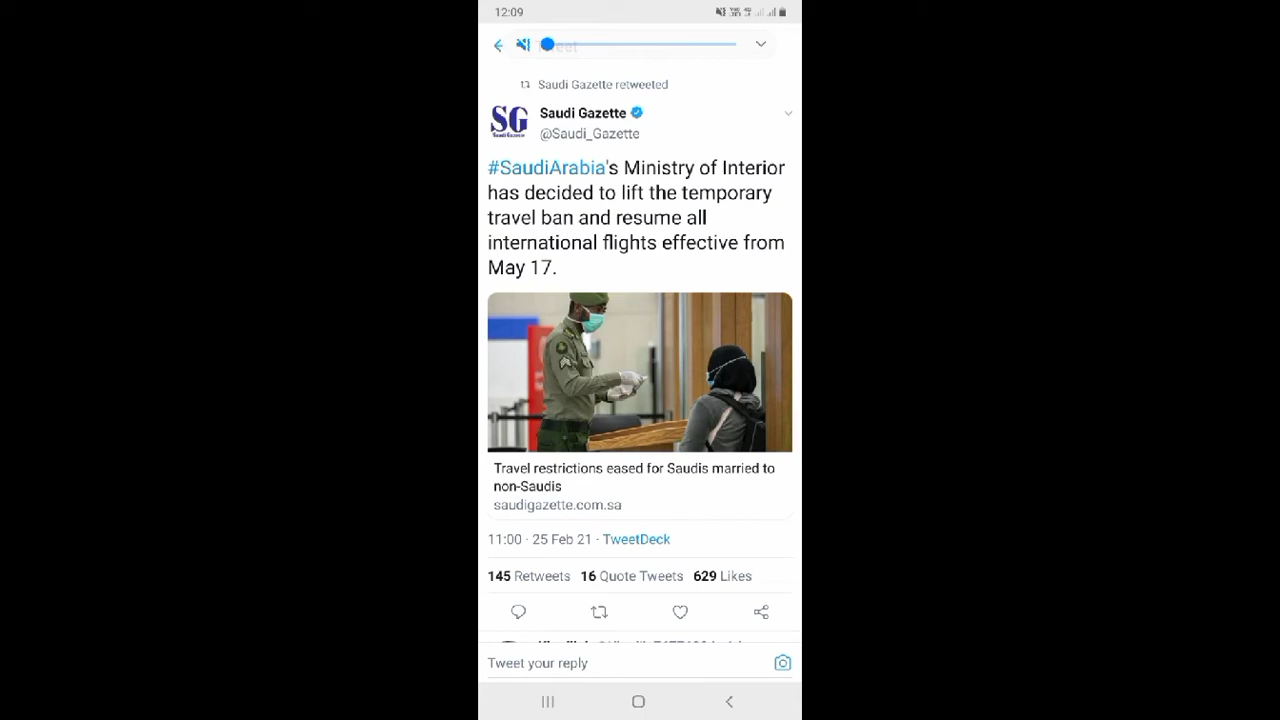 12:09
Saudi Gazette retweeted
SG
Saudi Gazette
Saudi Gazette
@Saudi_Gazette
#SaudiArabia's Ministry of Interior
has decided to lift the temporary
travel ban and resume all
international flights effective from
May 17.
Travel restrictions eased for Saudis married to
non-Saudis
saudigazette.com.sa
11:00 · 25 Feb 21 · TweetDeck
145 Retweets 16 Quote Tweets 629 Likes
Tweet your reply